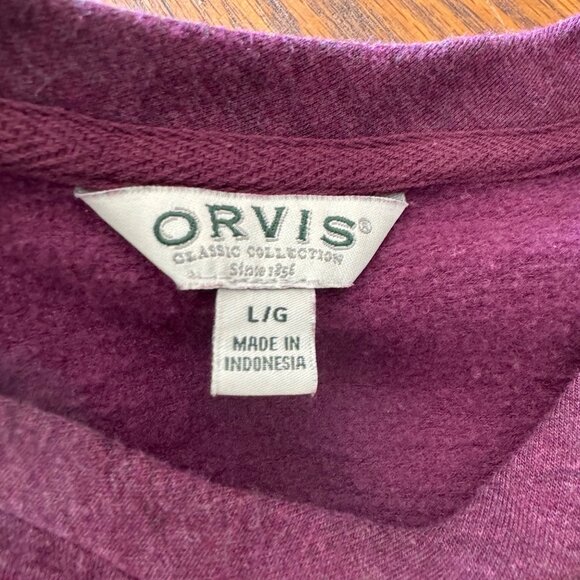 ORVIS®
CLASSIC COLLECTION
Since 1856
L/G
MADE IN
INDONESIA